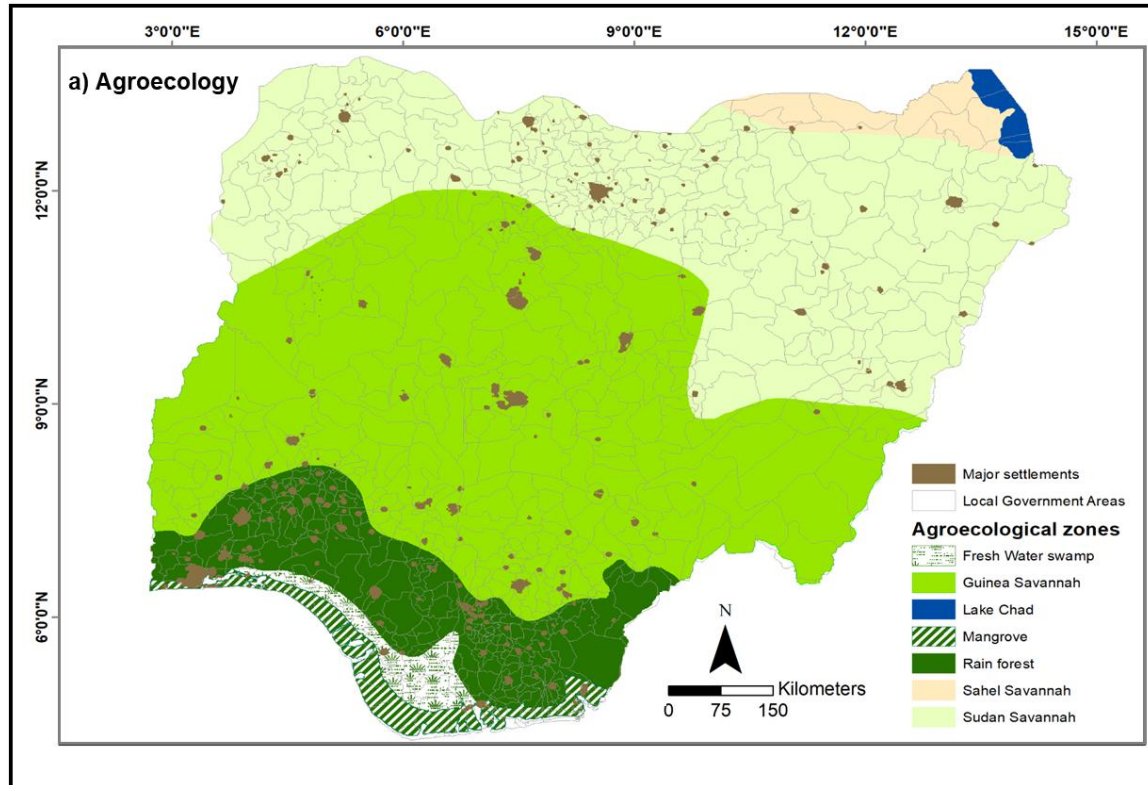 3°0'0"E 6°0'0"E 9°0'0"E 12°0'0"E 15°0'0"E
a) Agroecology
12°0'0"N
9°0'0"N
6°0'0"N
Major settlements
Local Government Areas
Agroecological zones
Fresh Water swamp
Guinea Savannah
Lake Chad
Mangrove
Rain forest
Sahel Savannah
Sudan Savannah
N
Kilometers
0 75 150